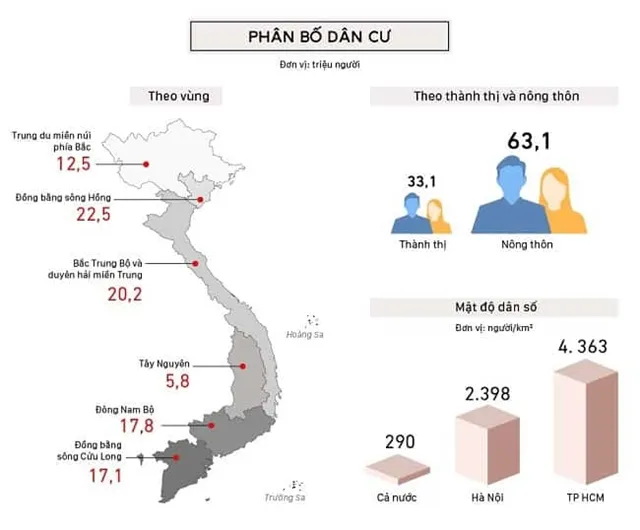 PHÂN BỐ DÂN CƯ
Đơn vị: triệu người
Theo vùng
Trung du miền núi
phía Bắc
12,5
Đồng bằng sông Hồng
22,5
Bắc Trung Bộ và
duyên hải miền Trung
20,2
Hoàng Sa
Tây Nguyên
5,8
Đông Nam Bộ
17,8
Đồng bằng
sông Cửu Long
17,1
Trường Sa
Theo thành thị và nông thôn
63,1
33,1
Thành thị
Nông thôn
Mật độ dân số
Đơn vị: người/km²
4. 363
2.398
290
Cả nước
Hà Nội
TP HCM